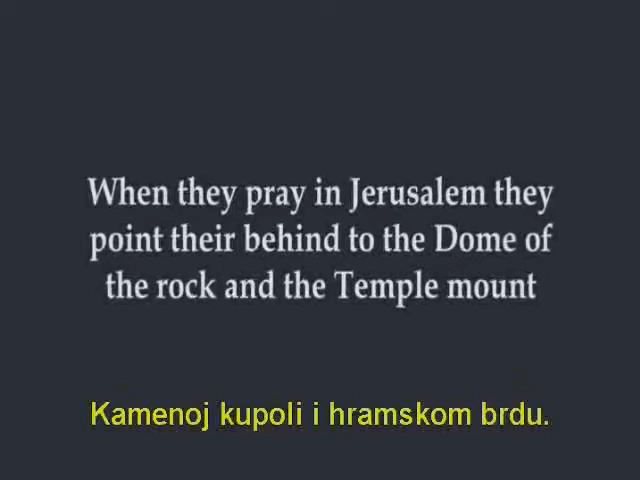 When they pray in Jerusalem they
point their behind to the Dome of
the rock and the Temple mount
Kamenoj kupoli i hramskom brdu.